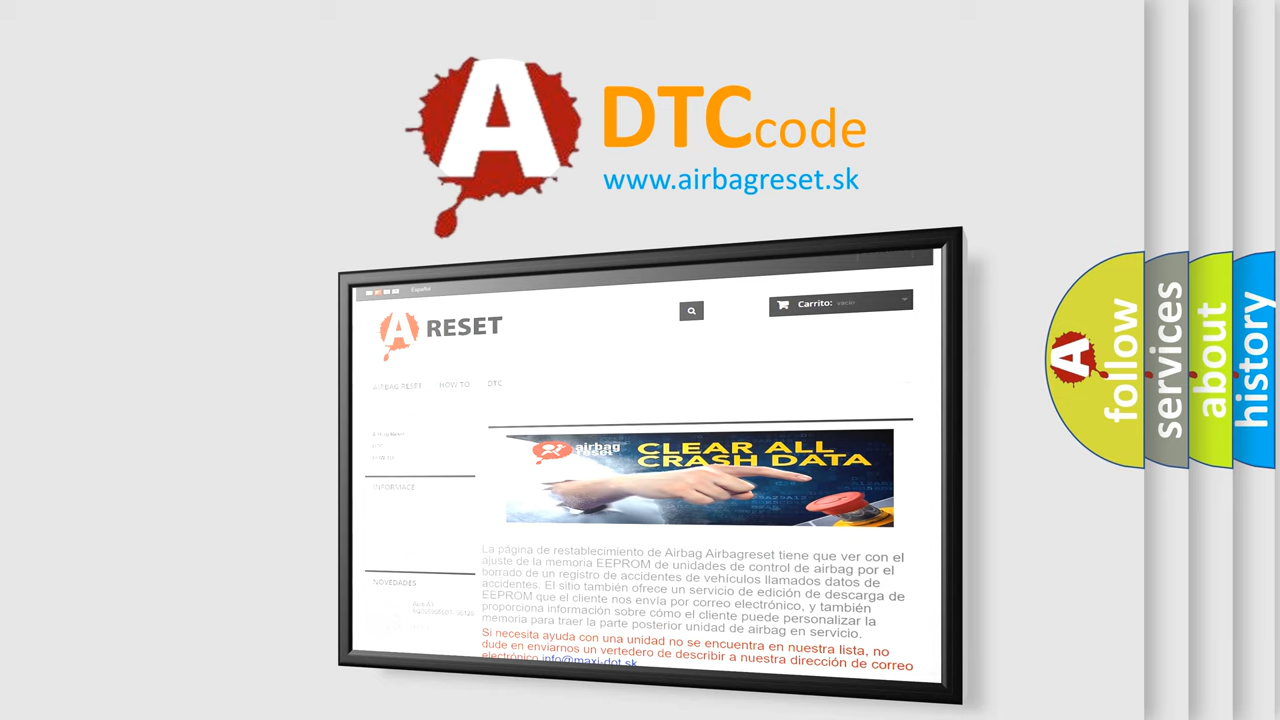 A
DTCcode
www.airbagreset.sk
Español
A RESET
Carrito: vacío
AIRBAG RESET HOW TO DTC
INFORMACE
NOVEDADES
airbag
reset
CLEAR ALL
CRASH DATA
La página de restablecimiento de Airbag Airbagreset tiene que ver con el
ajuste de la memoria EEPROM de unidades de control de airbag por el
borrado de un registro de accidentes de vehículos llamados datos de
accidentes. El sitio también ofrece un servicio de edición de descarga de
EEPROM que el cliente nos envía por correo electrónico, y también
proporciona información sobre cómo el cliente puede personalizar la
memoria para traer la parte posterior unidad de airbag en servicio.
Si necesita ayuda con una unidad no se encuentra en nuestra lista, no
dude en enviarnos un vertedero de describir a nuestra dirección de correo
electrónico info@maxi-dot.sk
A
follow
services
about
history